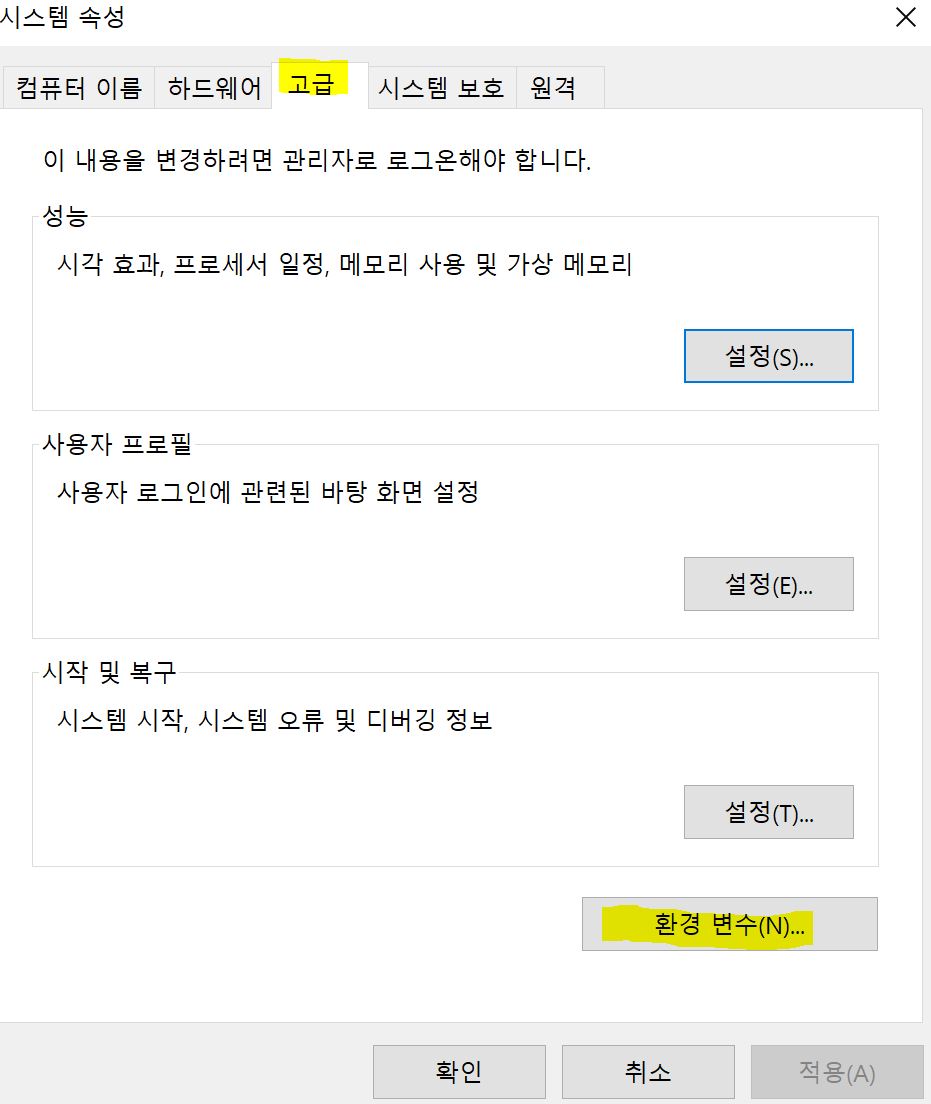 시스템 속성
컴퓨터 이름 하드웨어 고급 시스템 보호 원격
이 내용을 변경하려면 관리자로 로그온해야 합니다.
성능
시각 효과, 프로세서 일정, 메모리 사용 및 가상 메모리
설정(S)...
사용자 프로필
사용자 로그인에 관련된 바탕 화면 설정
설정(E)...
시작 및 복구
시스템 시작, 시스템 오류 및 디버깅 정보
설정(T)...
환경 변수(N)...
확인 취소 적용(A)